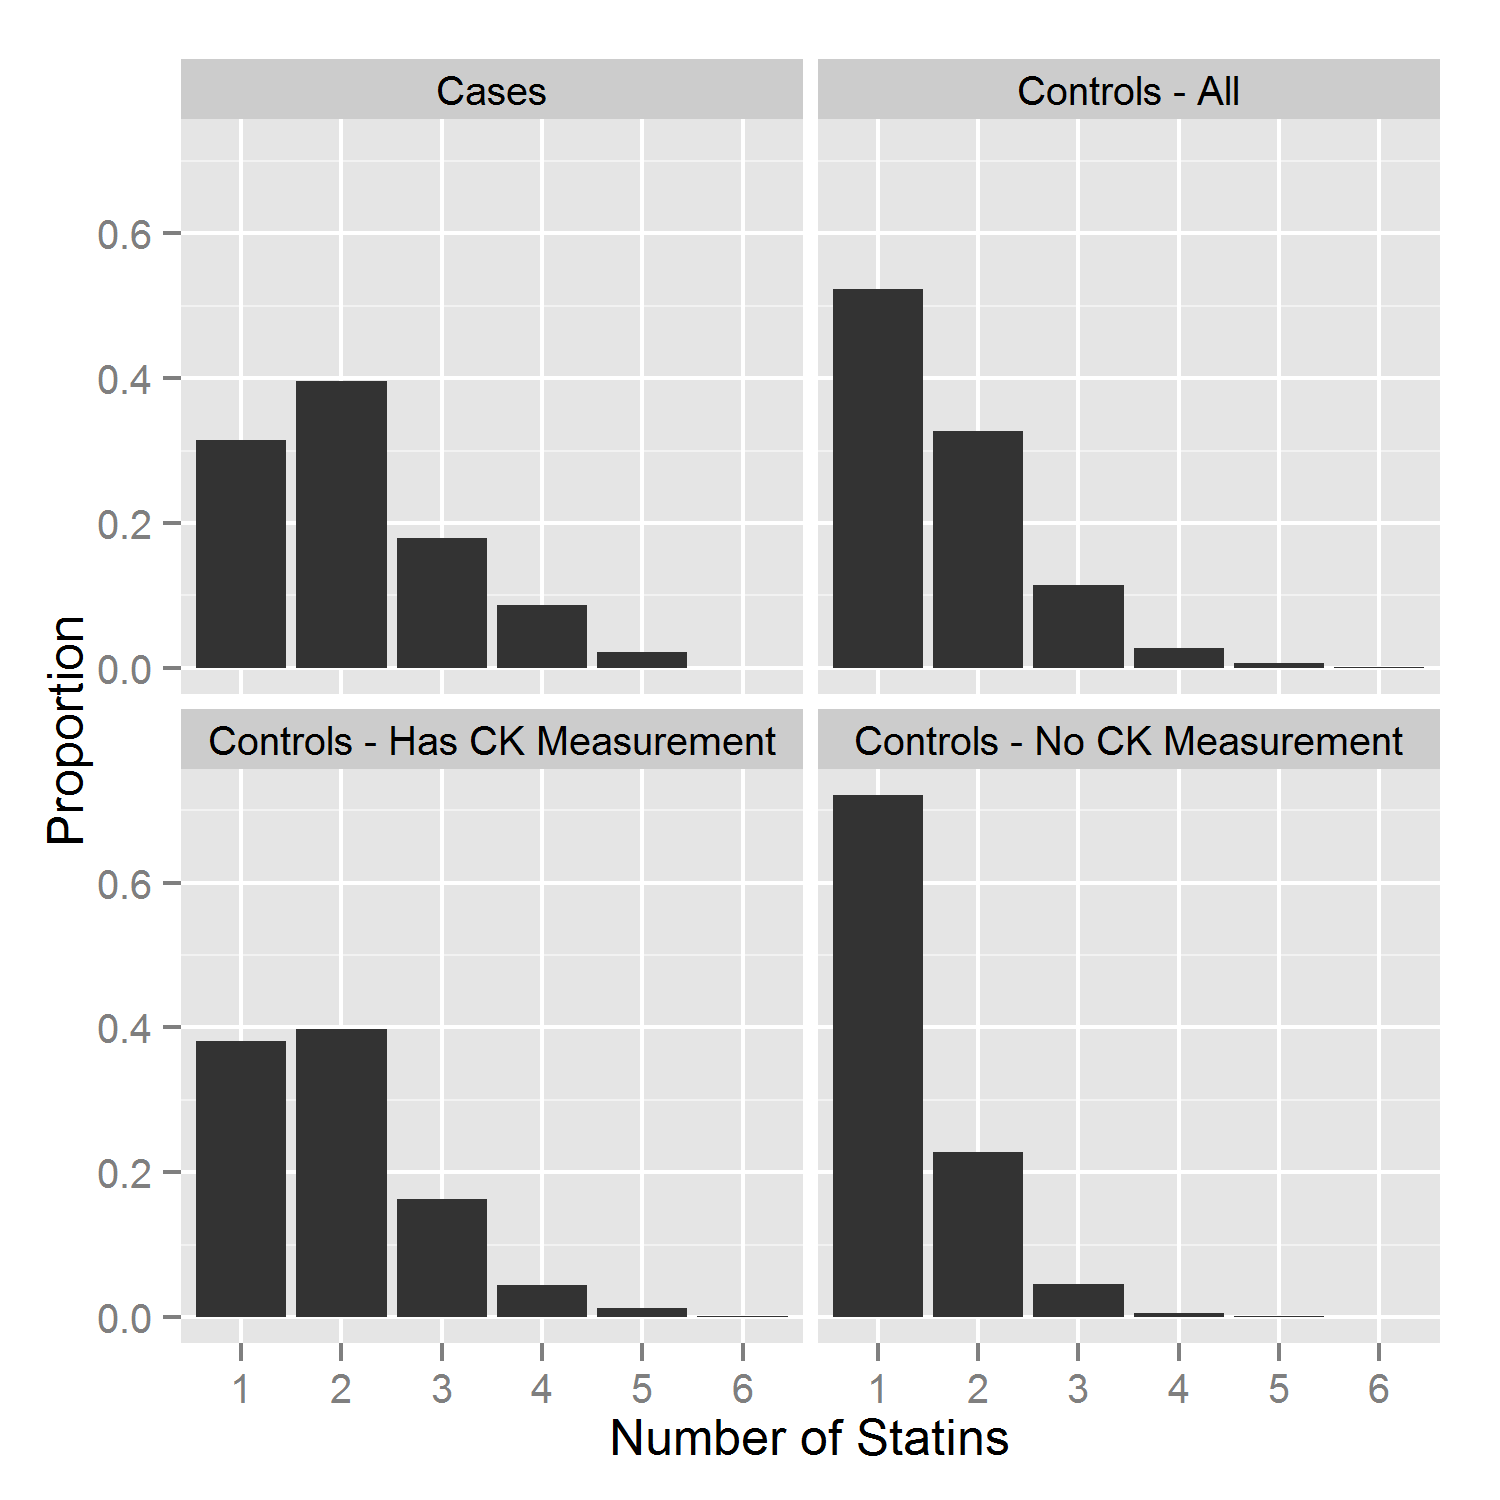 Cases
Controls - All
0.6
0.4
0.2
0.0
Controls - Has CK Measurement
Controls - No CK Measurement
0.6
0.4
0.2
0.0
Proportion
1 2 3 4 5 6
1 2 3 4 5 6
Number of Statins